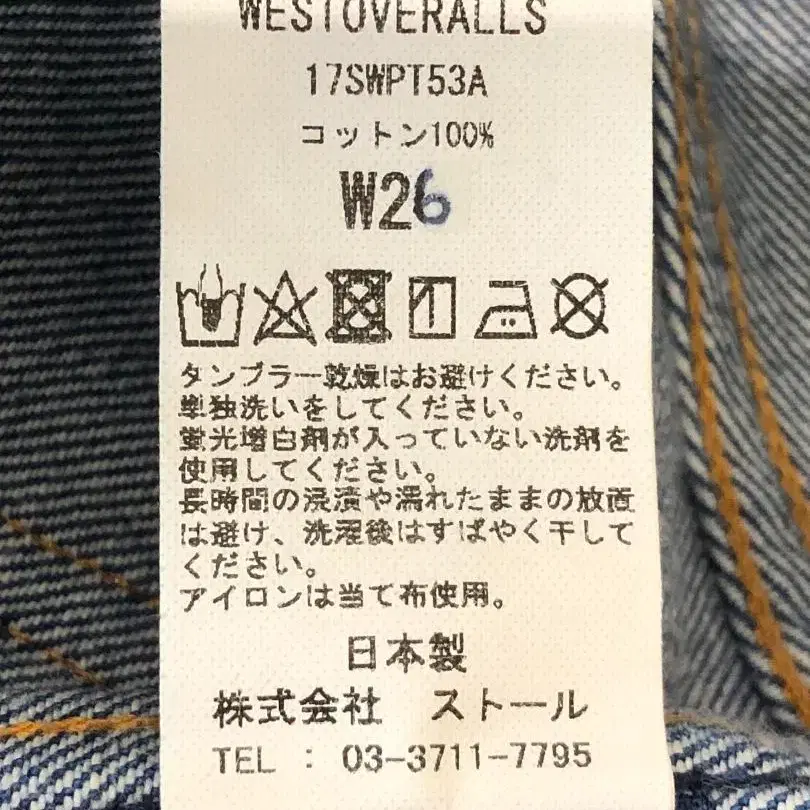 WESTOVERALLS
17SWPT53A
コットン100%
W26
タンブラー乾燥はお避けください。
単独洗いをしてください。
蛍光増白剤が入っていない洗剤を
使用してください。
長時間の浸漬や濡れたままの放置
は避け、洗濯後はすばやく干して
ください。
アイロンは当て布使用。
日本製
株式会社　ストール
TEL : 03-3711-7795